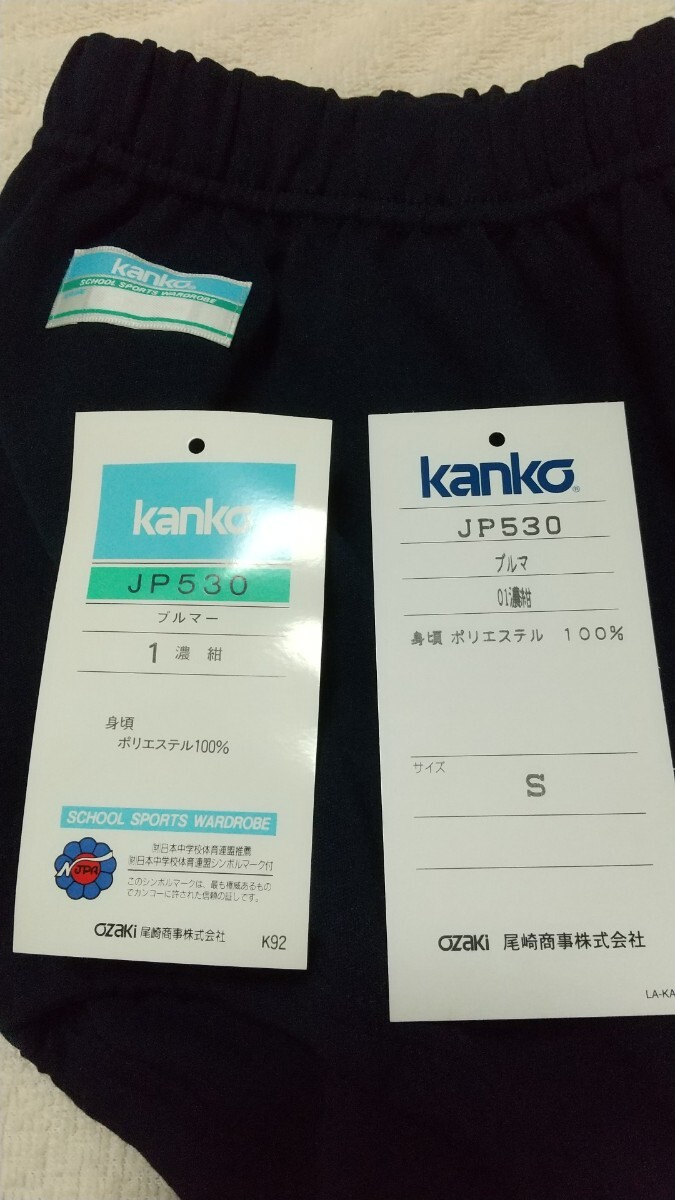 kanko®
SCHOOL SPORTS WARDROBE
kanko
JP530
ブルマー
1 濃紺
身頃
ポリエステル100%
SCHOOL SPORTS WARDROBE
NJPA
㈶日本中学校体育連盟推薦
㈶日本中学校体育連盟シンボルマーク付
このシンボルマークは、最も権威あるもの
でカンコーに許された信頼の証しです。
OZAKI 尾崎商事株式会社
K92
kanko®
JP530
ブルマ
01濃紺
身頃 ポリエステル 100%
サイズ
S
OZAKI 尾崎商事株式会社
LA-KA